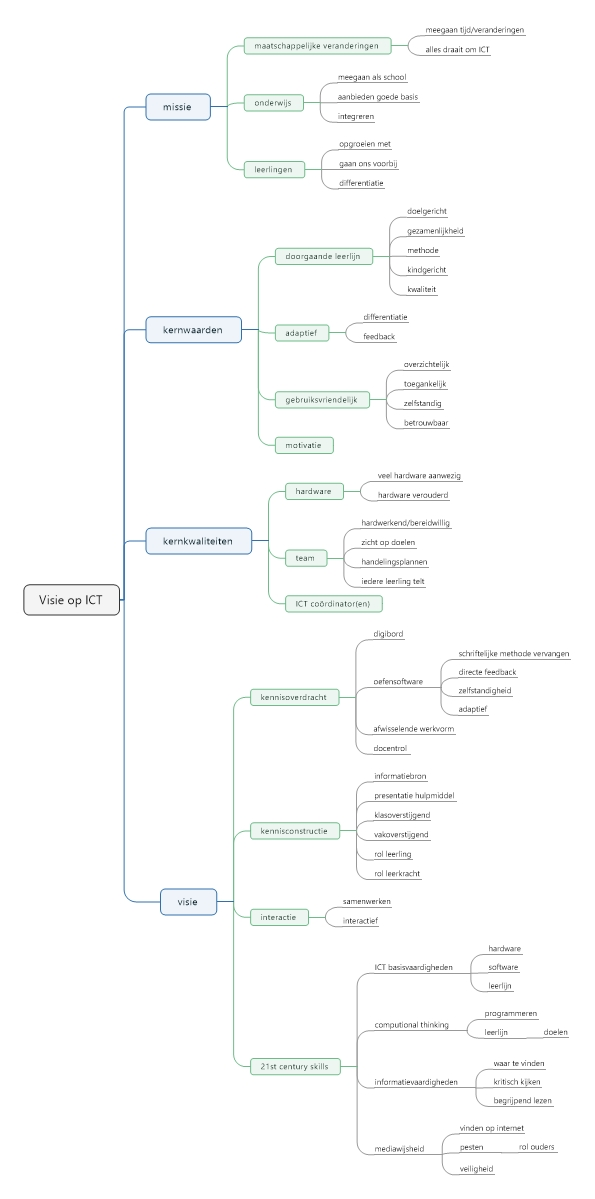 Visie op ICT
missie
maatschappelijke veranderingen
meegaan tijd/veranderingen
alles draait om ICT
onderwijs
meegaan als school
aanbieden goede basis
integreren
leerlingen
opgroeien met
gaan ons voorbij
differentiatie
kernwaarden
doorgaande leerlijn
doelgericht
gezamenlijkheid
methode
kindgericht
kwaliteit
adaptief
differentiatie
feedback
gebruiksvriendelijk
overzichtelijk
toegankelijk
zelfstandig
betrouwbaar
motivatie
kernkwaliteiten
hardware
veel hardware aanwezig
hardware verouderd
team
hardwerkend/bereidwillig
zicht op doelen
handelingsplannen
iedere leerling telt
ICT coördinator(en)
visie
kennisoverdracht
digibord
oefensoftware
schriftelijke methode vervangen
directe feedback
zelfstandigheid
adaptief
afwisselende werkvorm
docentrol
kennisconstructie
informatiebron
presentatie hulpmiddel
klasoverstijgend
vakoverstijgend
rol leerling
rol leerkracht
interactie
samenwerken
interactief
21st century skills
ICT basisvaardigheden
hardware
software
leerlijn
computional thinking
programmeren
leerlijn
doelen
informatievaardigheden
waar te vinden
kritisch kijken
begrijpend lezen
mediawijsheid
vinden op internet
pesten
rol ouders
veiligheid